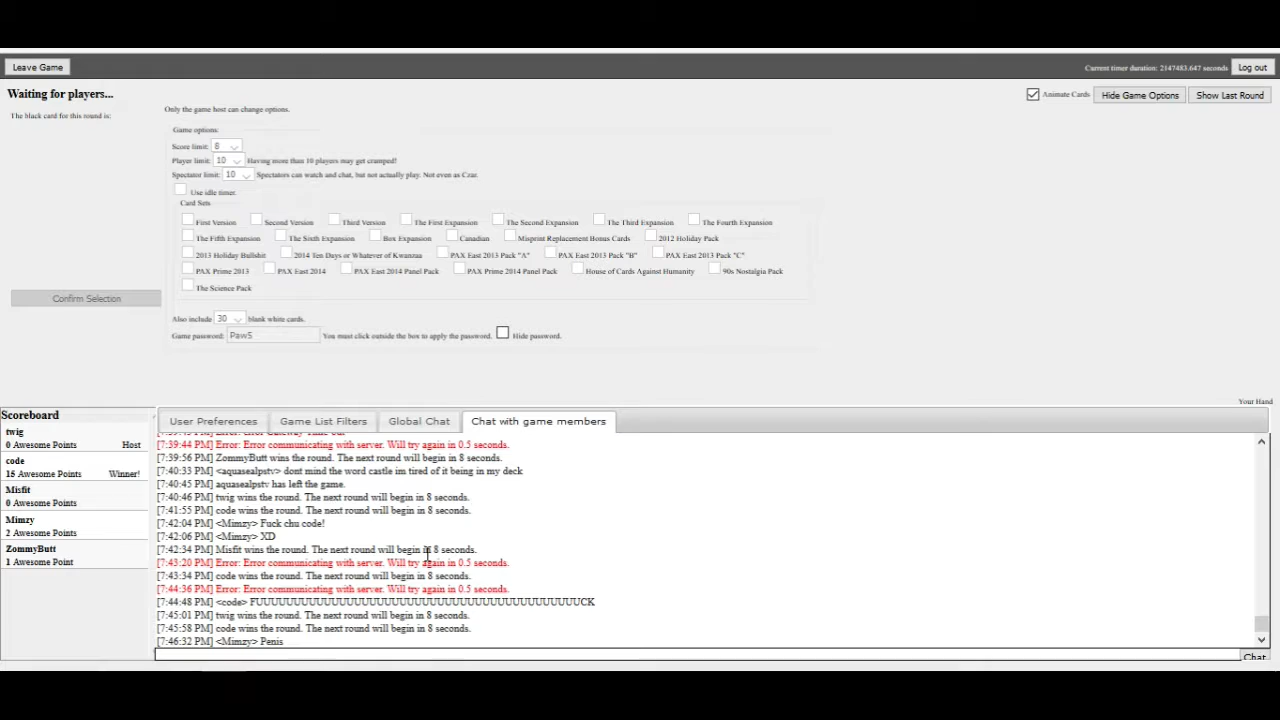 Leave Game
Current timer duration: 2147483.647 seconds
Log out
Waiting for players...
Animate Cards
Hide Game Options
Show Last Round
The black card for this round is:
Only the game host can change options.
Game options:
Score limit: 8
Player limit: 10 Having more than 10 players may get cramped!
Spectator limit: 10 Spectators can watch and chat, but not actually play. Not even as Czar.
Use idle timer.
Card Sets
First Version Second Version Third Version The First Expansion The Second Expansion The Third Expansion The Fourth Expansion
The Fifth Expansion The Sixth Expansion Box Expansion Canadian Misprint Replacement Bonus Cards 2012 Holiday Pack
2013 Holiday Bullshit 2014 Ten Days or Whatever of Kwanzaa PAX East 2013 Pack "A" PAX East 2013 Pack "B" PAX East 2013 Pack "C"
PAX Prime 2013 PAX East 2014 PAX East 2014 Panel Pack PAX Prime 2014 Panel Pack House of Cards Against Humanity 90s Nostalgia Pack
The Science Pack
Confirm Selection
Also include 30 blank white cards.
Game password: PawS You must click outside the box to apply the password. Hide password.
Your Hand
Scoreboard
twig
0 Awesome Points Host
code
15 Awesome Points Winner!
Misfit
0 Awesome Points
Mimzy
2 Awesome Points
ZommyButt
1 Awesome Point
User Preferences Game List Filters Global Chat Chat with game members
[7:39:44 PM] Error: Error communicating with server. Will try again in 0.5 seconds.
[7:39:56 PM] ZommyButt wins the round. The next round will begin in 8 seconds.
[7:40:33 PM] <aquasealpstv> dont mind the word castle im tired of it being in my deck
[7:40:45 PM] aquasealpstv has left the game.
[7:40:46 PM] twig wins the round. The next round will begin in 8 seconds.
[7:41:55 PM] code wins the round. The next round will begin in 8 seconds.
[7:42:04 PM] <Mimzy> Fuck chu code!
[7:42:06 PM] <Mimzy> XD
[7:42:34 PM] Misfit wins the round. The next round will begin in 8 seconds.
[7:43:20 PM] Error: Error communicating with server. Will try again in 0.5 seconds.
[7:43:34 PM] code wins the round. The next round will begin in 8 seconds.
[7:44:36 PM] Error: Error communicating with server. Will try again in 0.5 seconds.
[7:44:48 PM] <code> FUUUUUUUUUUUUUUUUUUUUUUUUUUUUUUUUUUUUUUUUUUCK
[7:45:01 PM] twig wins the round. The next round will begin in 8 seconds.
[7:45:58 PM] code wins the round. The next round will begin in 8 seconds.
[7:46:32 PM] <Mimzy> Penis
Chat